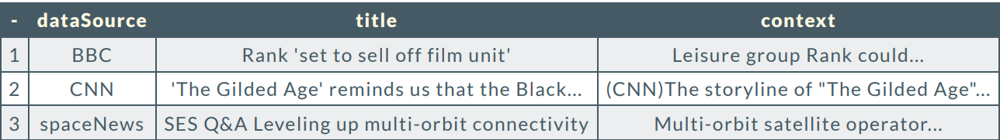 - dataSource title context
1 BBC Rank 'set to sell off film unit' Leisure group Rank could...
2 CNN 'The Gilded Age' reminds us that the Black... (CNN)The storyline of "The Gilded Age"...
3 spaceNews SES Q&A Leveling up multi-orbit connectivity Multi-orbit satellite operator...